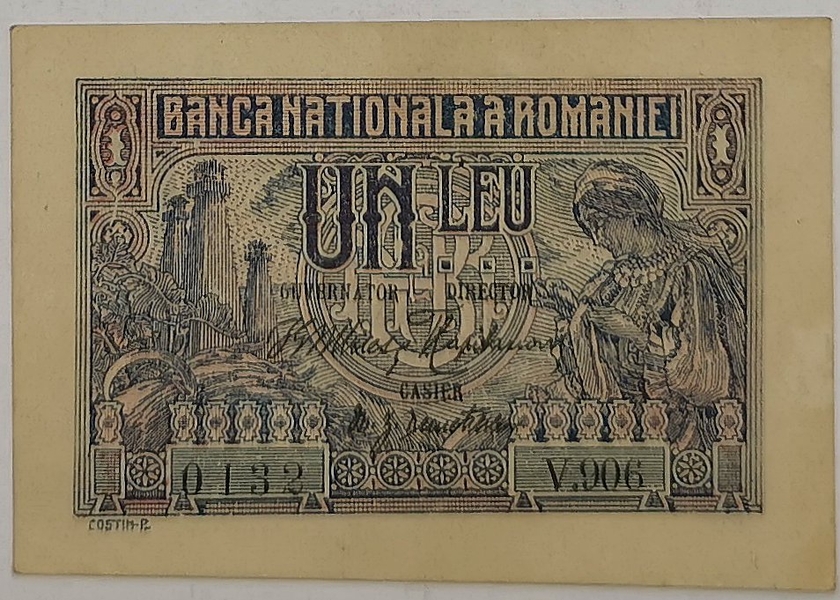 BANCA NATIONALA A ROMANIEI
UN LEU
GUVERNATOR DIRECTOR
CASIER
0132 V.906
COSTIN-P.